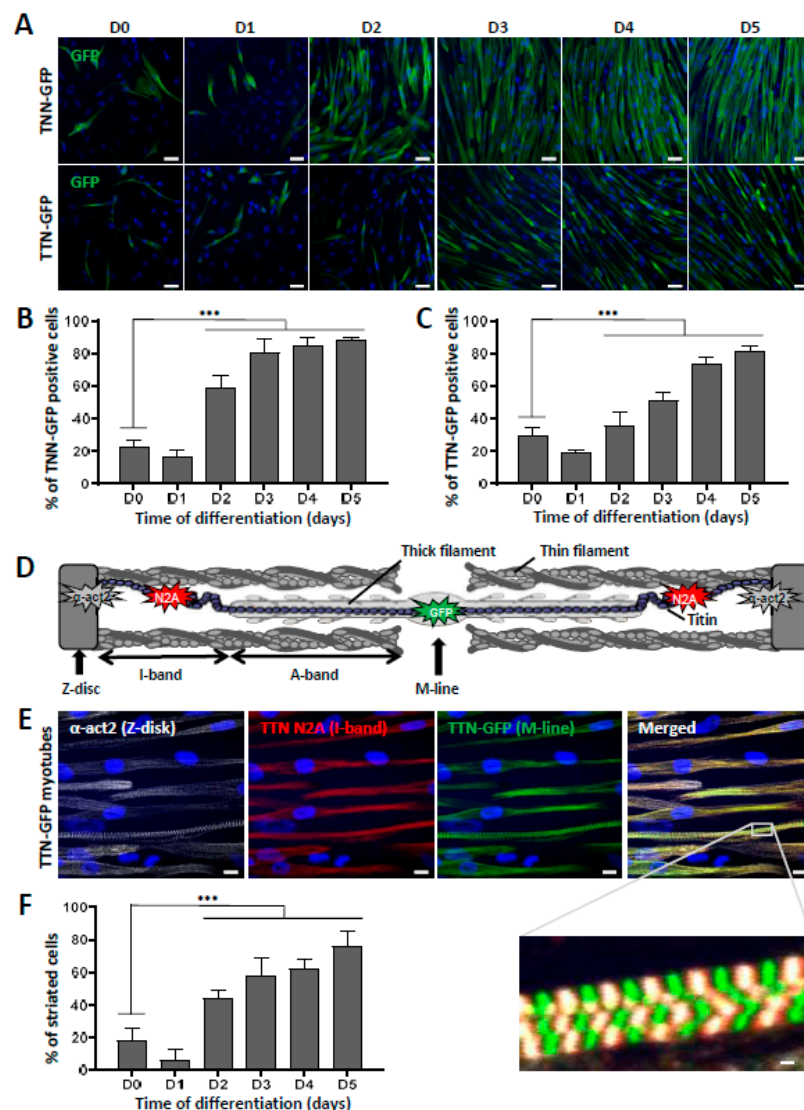 A
D0 D1 D2 D3 D4 D5
TNN-GFP
GFP
TTN-GFP
GFP
B
% of TNN-GFP positive cells
***
100
80
60
40
20
0
D0 D1 D2 D3 D4 D5
Time of differentiation (days)
C
% of TTN-GFP positive cells
***
100
80
60
40
20
0
D0 D1 D2 D3 D4 D5
Time of differentiation (days)
D
Thick filament
Thin filament
α-act2
N2A
GFP
N2A
α-act2
Titin
Z-disc
I-band
A-band
M-line
E
TTN-GFP myotubes
α-act2 (Z-disk)
TTN N2A (I-band)
TTN-GFP (M-line)
Merged
F
% of striated cells
***
100
80
60
40
20
0
D0 D1 D2 D3 D4 D5
Time of differentiation (days)